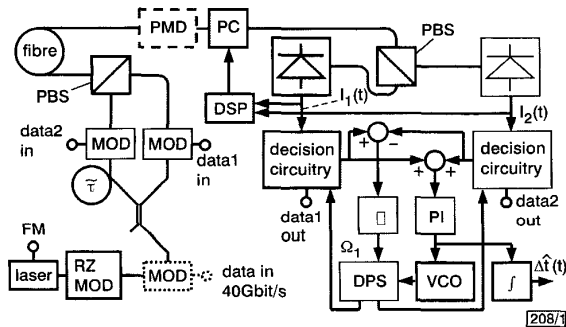 PMD
PC
PBS
fibre
PBS
DSP
I₁(t)
I₂(t)
data2
in
MOD
MOD
data1
in
τ̃
decision
circuitry
+
−
+
+
decision
circuitry
data1
out
PI
data2
out
FM
laser
RZ
MOD
MOD
data in
40Gbit/s
Ω₁
DPS
VCO
∫
Δt̂(t)
208/1